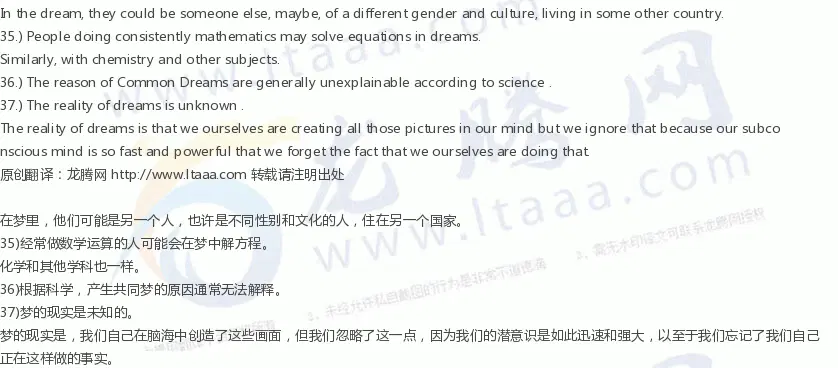 In the dream, they could be someone else, maybe, of a different gender and culture, living in some other country.
35.) People doing consistently mathematics may solve equations in dreams.
Similarly, with chemistry and other subjects.
36.) The reason of Common Dreams are generally unexplainable according to science .
37.) The reality of dreams is unknown .
The reality of dreams is that we ourselves are creating all those pictures in our mind but we ignore that because our subco
nscious mind is so fast and powerful that we forget the fact that we ourselves are doing that.
原创翻译：龙腾网 http://www.ltaaa.com 转载请注明出处
在梦里，他们可能是另一个人，也许是不同性别和文化的人，住在另一个国家。
35)经常做数学运算的人可能会在梦中解方程。
化学和其他学科也一样。
36)根据科学，产生共同梦的原因通常无法解释。
37)梦的现实是未知的。
梦的现实是，我们自己在脑海中创造了这些画面，但我们忽略了这一点，因为我们的潜意识是如此迅速和强大，以至于我们忘记了我们自己
正在这样做的事实。
龙腾网
www.ltaaa.com